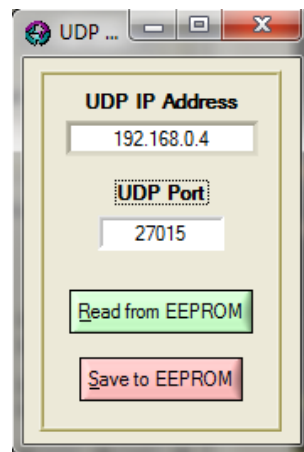 UDP ...
UDP IP Address
192.168.0.4
UDP Port
27015
Read from EEPROM
Save to EEPROM